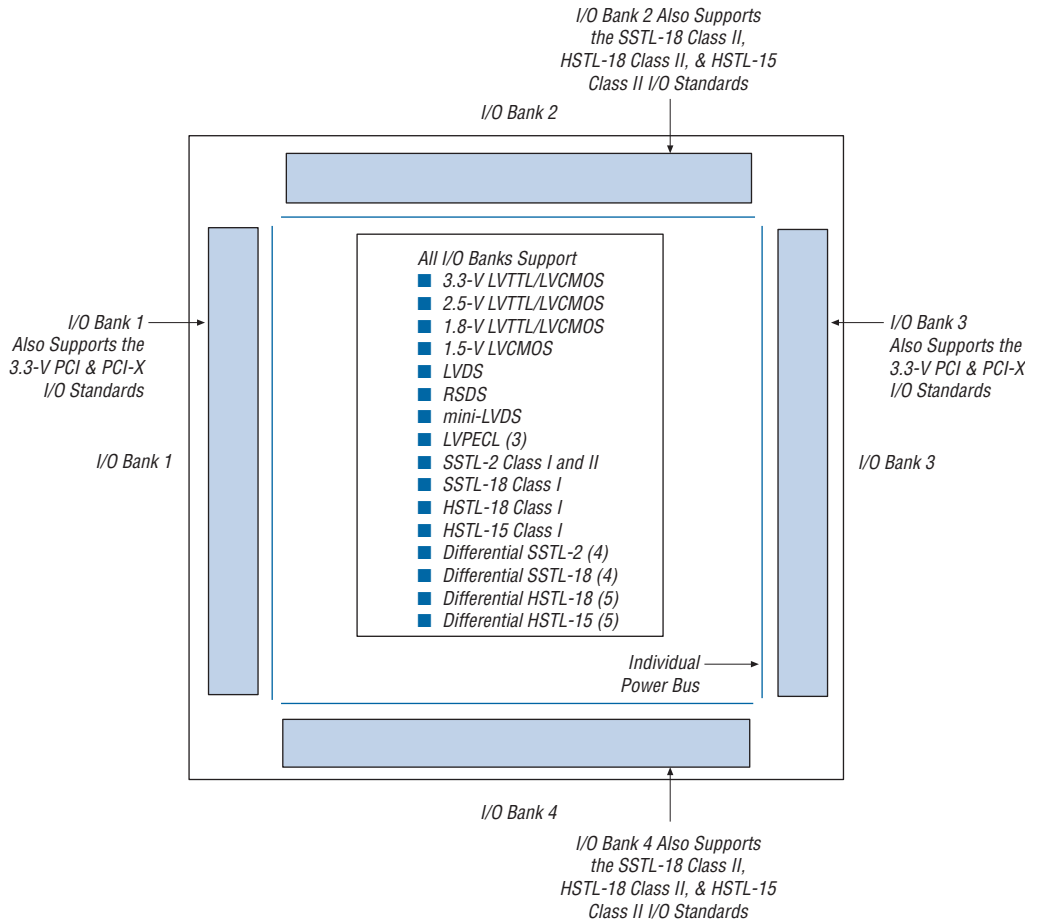 I/O Bank 2 Also Supports
the SSTL-18 Class II,
HSTL-18 Class II, & HSTL-15
Class II I/O Standards
I/O Bank 2
All I/O Banks Support
3.3-V LVTTL/LVCMOS
2.5-V LVTTL/LVCMOS
1.8-V LVTTL/LVCMOS
1.5-V LVCMOS
LVDS
RSDS
mini-LVDS
LVPECL (3)
SSTL-2 Class I and II
SSTL-18 Class I
HSTL-18 Class I
HSTL-15 Class I
Differential SSTL-2 (4)
Differential SSTL-18 (4)
Differential HSTL-18 (5)
Differential HSTL-15 (5)
I/O Bank 1
Also Supports the
3.3-V PCI & PCI-X
I/O Standards
I/O Bank 1
I/O Bank 3
Also Supports the
3.3-V PCI & PCI-X
I/O Standards
I/O Bank 3
Individual
Power Bus
I/O Bank 4
I/O Bank 4 Also Supports
the SSTL-18 Class II,
HSTL-18 Class II, & HSTL-15
Class II I/O Standards